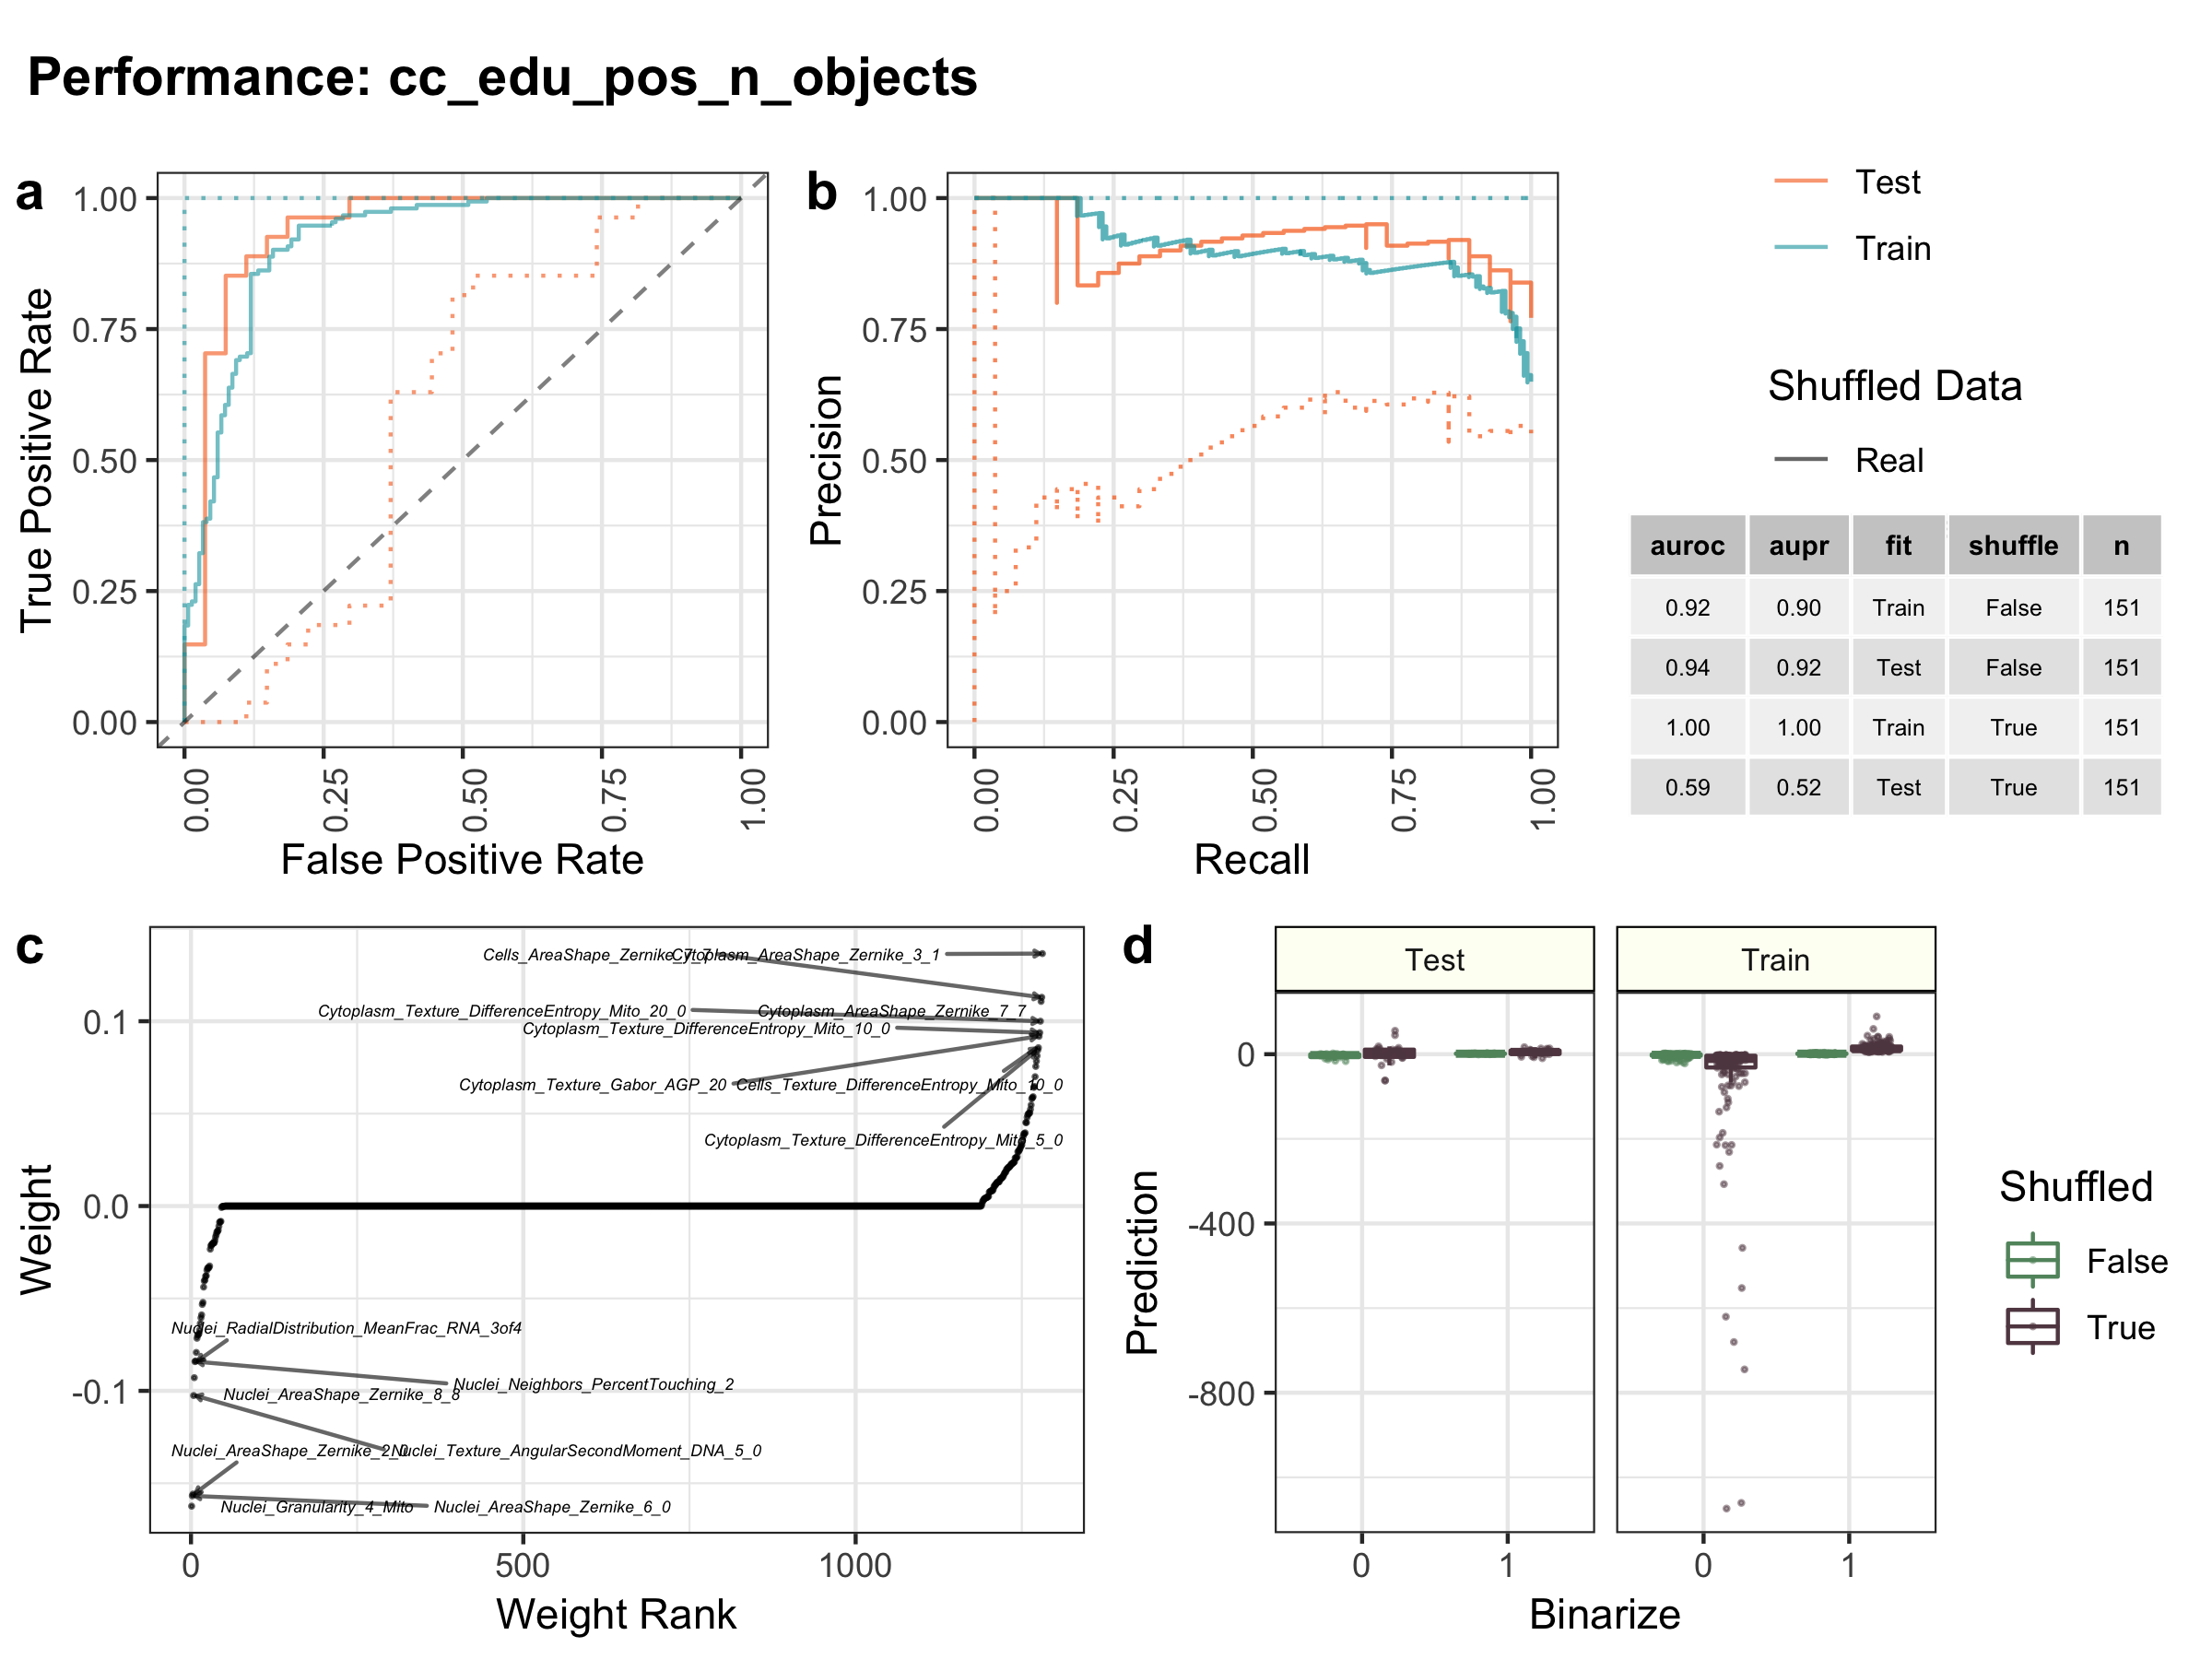 Performance: cc_edu_pos_n_objects
a
True Positive Rate
1.00
0.75
0.50
0.25
0.00
0.00
0.25
0.50
0.75
1.00
False Positive Rate
b
Precision
1.00
0.75
0.50
0.25
0.00
0.00
0.25
0.50
0.75
1.00
Recall
Test
Train
Shuffled Data
Real
auroc aupr fit shuffle n
0.92 0.90 Train False 151
0.94 0.92 Test False 151
1.00 1.00 Train True 151
0.59 0.52 Test True 151
c
Weight
0.1
0.0
-0.1
Cells_AreaShape_Zernike_7_7
Cytoplasm_AreaShape_Zernike_3_1
Cytoplasm_Texture_DifferenceEntropy_Mito_20_0
Cytoplasm_AreaShape_Zernike_7_7
Cytoplasm_Texture_DifferenceEntropy_Mito_10_0
Cytoplasm_Texture_Gabor_AGP_20
Cells_Texture_DifferenceEntropy_Mito_10_0
Cytoplasm_Texture_DifferenceEntropy_Mito_5_0
Nuclei_RadialDistribution_MeanFrac_RNA_3of4
Nuclei_Neighbors_PercentTouching_2
Nuclei_AreaShape_Zernike_8_8
Nuclei_AreaShape_Zernike_2_0
Nuclei_Texture_AngularSecondMoment_DNA_5_0
Nuclei_Granularity_4_Mito
Nuclei_AreaShape_Zernike_6_0
0
500
1000
Weight Rank
d
Test
Train
Prediction
0
-400
-800
0
1
0
1
Binarize
Shuffled
False
True